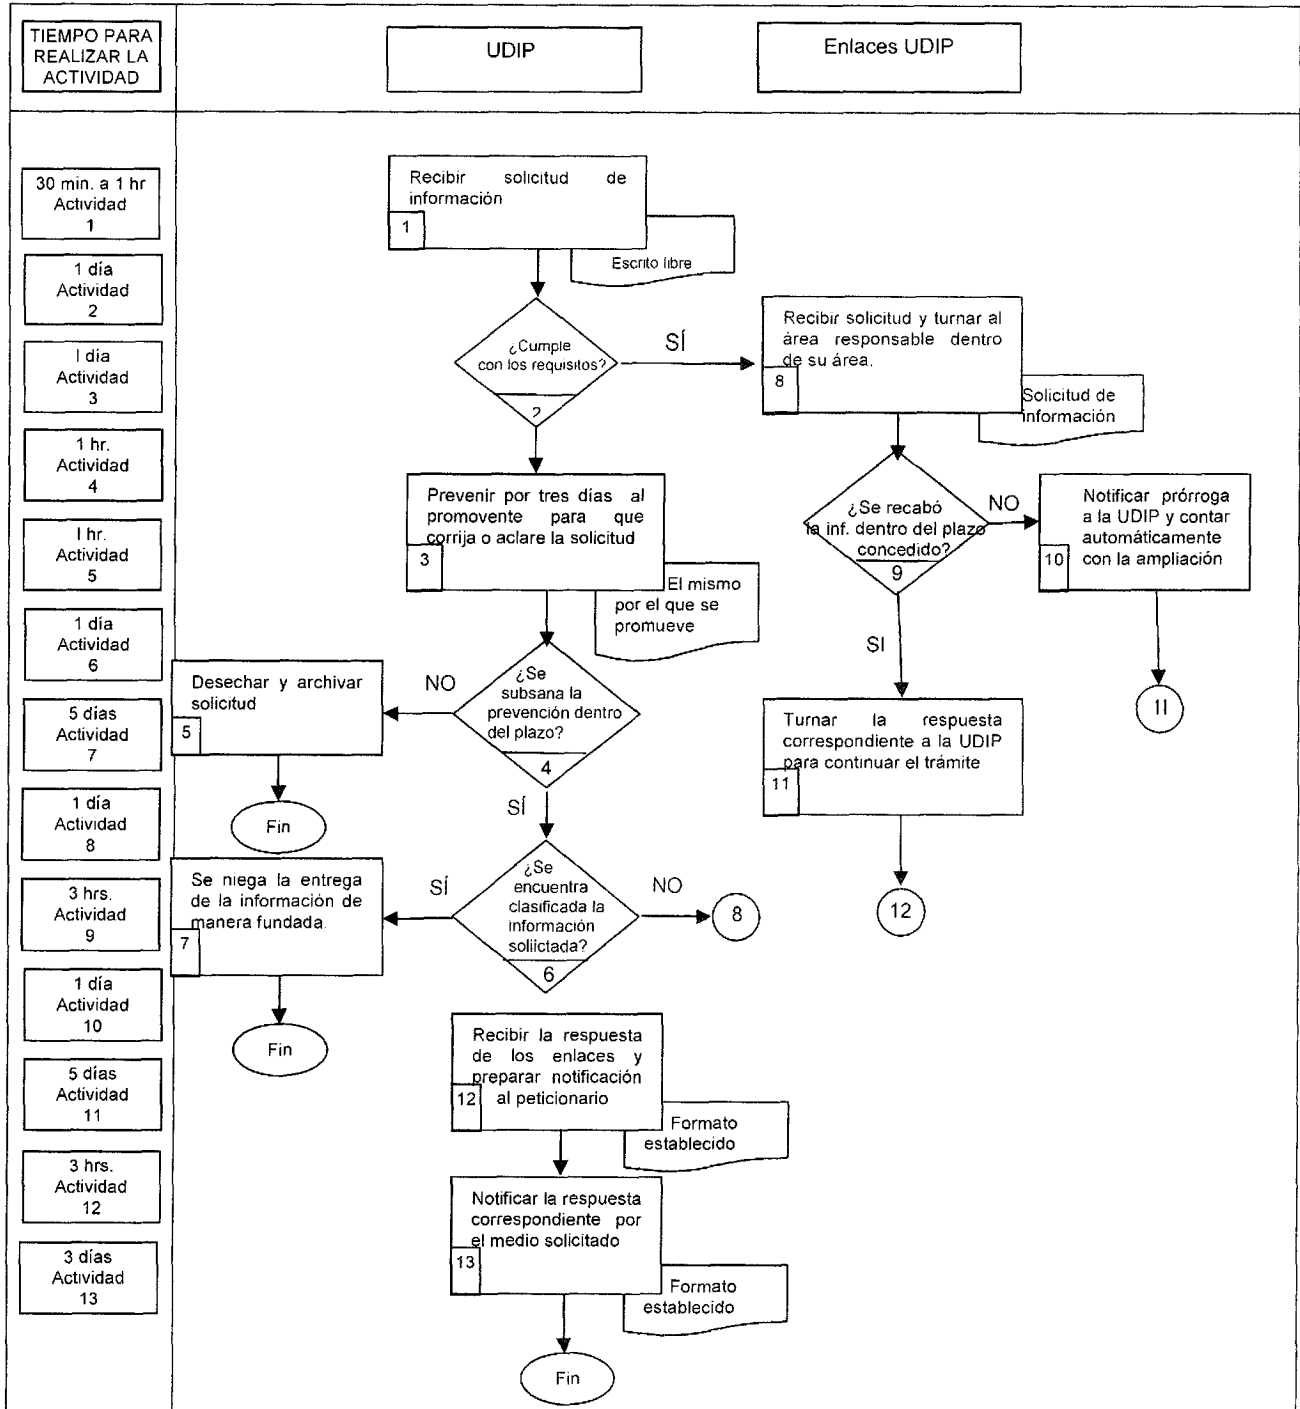 TIEMPO PARA
REALIZAR LA
ACTIVIDAD
UDIP
Enlaces UDIP
30 min. a 1 hr
Actividad
1
1 día
Actividad
2
I día
Actividad
3
1 hr.
Actividad
4
I hr.
Actividad
5
1 día
Actividad
6
5 días
Actividad
7
1 día
Actividad
8
3 hrs.
Actividad
9
1 día
Actividad
10
5 días
Actividad
11
3 hrs.
Actividad
12
3 días
Actividad
13
Recibir solicitud de
información
1
Escrito libre
¿Cumple
con los requisitos?
2
SÍ
Recibir solicitud y turnar al
área responsable dentro
de su área.
8
Solicitud de
información
Prevenir por tres días al
promovente para que
corrija o aclare la solicitud
3
El mismo
por el que se
promueve
¿Se recabó
la inf. dentro del plazo
concedido?
9
NO
Notificar prórroga
a la UDIP y contar
automáticamente
con la ampliación
10
11
SI
¿Se
subsana la
prevención dentro
del plazo?
4
NO
Desechar y archivar
solicitud
5
Fin
SÍ
Turnar la respuesta
correspondiente a la UDIP
para continuar el trámite
11
12
¿Se
encuentra
clasificada la
información
soliictada?
6
SÍ
Se niega la entrega
de la información de
manera fundada.
7
Fin
NO
8
Recibir la respuesta
de los enlaces y
preparar notificación
al peticionario
12
Formato
establecido
Notificar la respuesta
correspondiente por
el medio solicitado
13
Formato
establecido
Fin